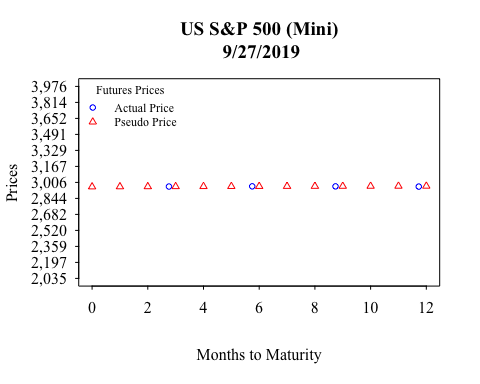 US S&P 500 (Mini)
9/27/2019
Futures Prices
Actual Price
Pseudo Price
Prices
3,976
3,814
3,652
3,491
3,329
3,167
3,006
2,844
2,682
2,520
2,359
2,197
2,035
0 2 4 6 8 10 12
Months to Maturity